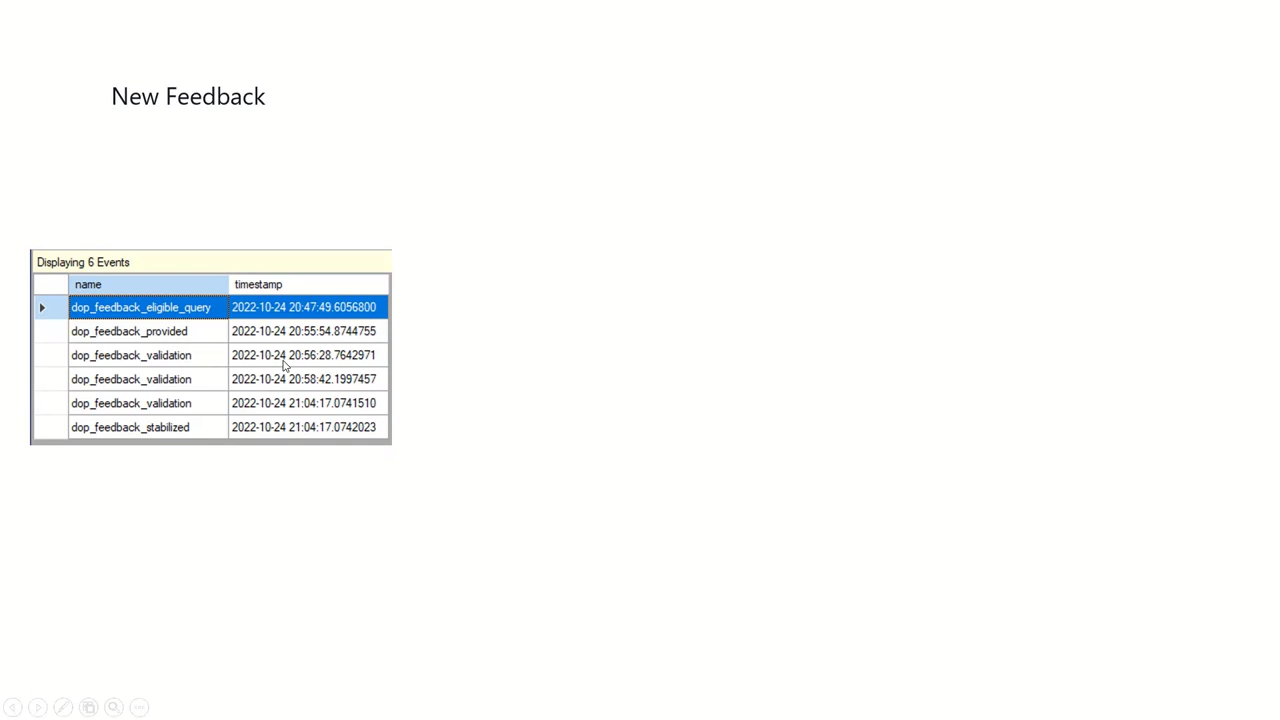 New Feedback
Displaying 6 Events
name timestamp
dop_feedback_eligible_query 2022-10-24 20:47:49.6056800
dop_feedback_provided 2022-10-24 20:55:54.8744755
dop_feedback_validation 2022-10-24 20:56:28.7642971
dop_feedback_validation 2022-10-24 20:58:42.1997457
dop_feedback_validation 2022-10-24 21:04:17.0741510
dop_feedback_stabilized 2022-10-24 21:04:17.0742023